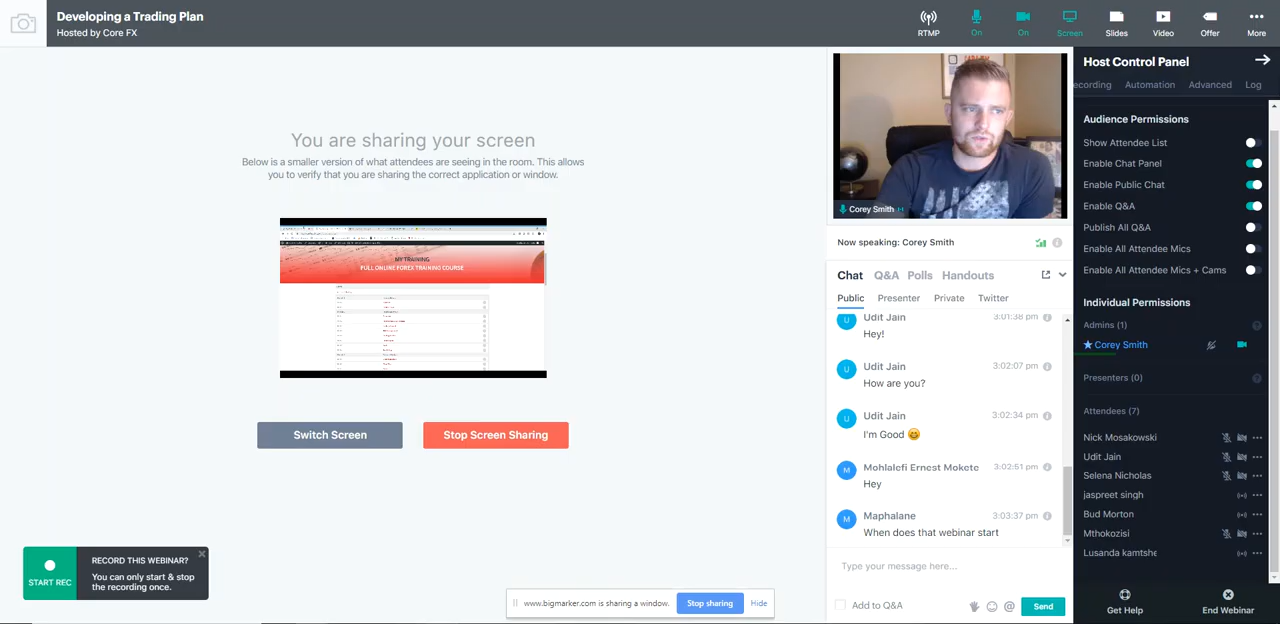 Developing a Trading Plan
Hosted by Core FX
RTMP
On
On
Screen
Slides
Video
Offer
More
You are sharing your screen
Below is a smaller version of what attendees are seeing in the room. This allows
you to verify that you are sharing the correct application or window.
MY TRAINING
FULL ONLINE FOREX TRAINING COURSE
Switch Screen
Stop Screen Sharing
START REC
RECORD THIS WEBINAR?
You can only start & stop
the recording once.
www.bigmarker.com is sharing a window.
Stop sharing
Hide
Corey Smith
Now speaking: Corey Smith
Chat Q&A Polls Handouts
Public Presenter Private Twitter
U Udit Jain 3:01:38 pm
Hey!
U Udit Jain 3:02:07 pm
How are you?
U Udit Jain 3:02:34 pm
I'm Good 😊
M Mohlalefi Ernest Mokete 3:02:51 pm
Hey
M Maphalane 3:03:37 pm
When does that webinar start
Type your message here...
Add to Q&A
@
Send
Host Control Panel
ecording Automation Advanced Log
Audience Permissions
Show Attendee List
Enable Chat Panel
Enable Public Chat
Enable Q&A
Publish All Q&A
Enable All Attendee Mics
Enable All Attendee Mics + Cams
Individual Permissions
Admins (1)
Corey Smith
Presenters (0)
Attendees (7)
Nick Mosakowski
Udit Jain
Selena Nicholas
jaspreet singh
Bud Morton
Mthokozisi
Lusanda kamtshe
Get Help
End Webinar